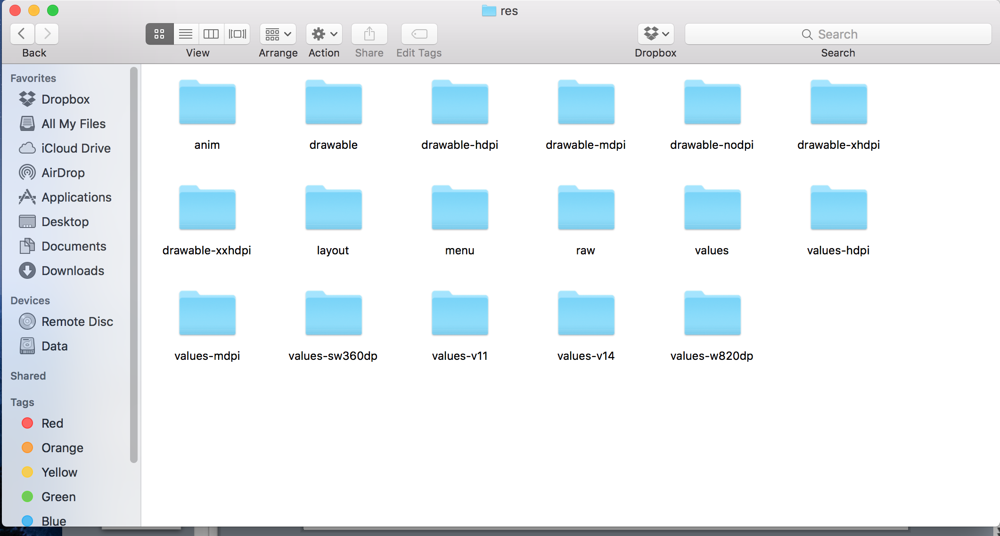 res
Back
View
Arrange
Action
Share
Edit Tags
Dropbox
Search
Search
Favorites
Dropbox
All My Files
iCloud Drive
AirDrop
Applications
Desktop
Documents
Downloads
Devices
Remote Disc
Data
Shared
Tags
Red
Orange
Yellow
Green
Blue
anim
drawable
drawable-hdpi
drawable-mdpi
drawable-nodpi
drawable-xhdpi
drawable-xxhdpi
layout
menu
raw
values
values-hdpi
values-mdpi
values-sw360dp
values-v11
values-v14
values-w820dp